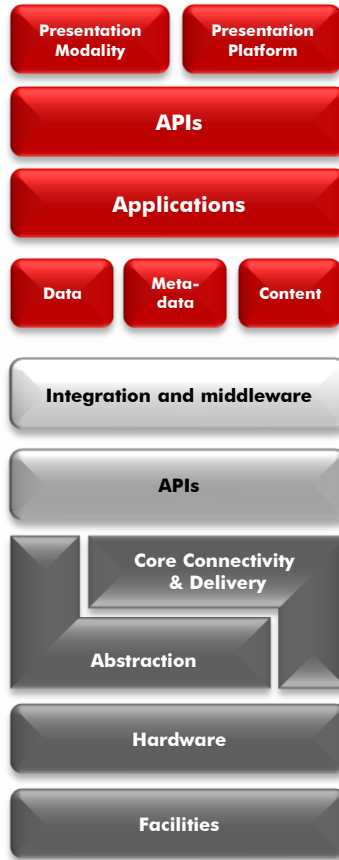 Presentation
Modality
Presentation
Platform
APIs
Applications
Data
Meta-
data
Content
Integration and middleware
APIs
Core Connectivity
& Delivery
Abstraction
Hardware
Facilities